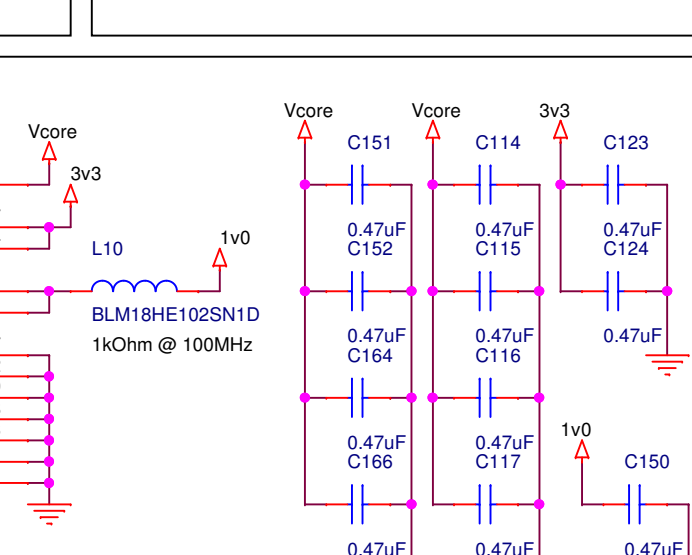 Vcore
3v3
L10
1v0
BLM18HE102SN1D
1kOhm @ 100MHz
Vcore
C151
0.47uF
C152
0.47uF
C164
0.47uF
C166
0.47uF
Vcore
C114
0.47uF
C115
0.47uF
C116
0.47uF
C117
0.47uF
3v3
C123
0.47uF
C124
0.47uF
1v0
C150
0.47uF